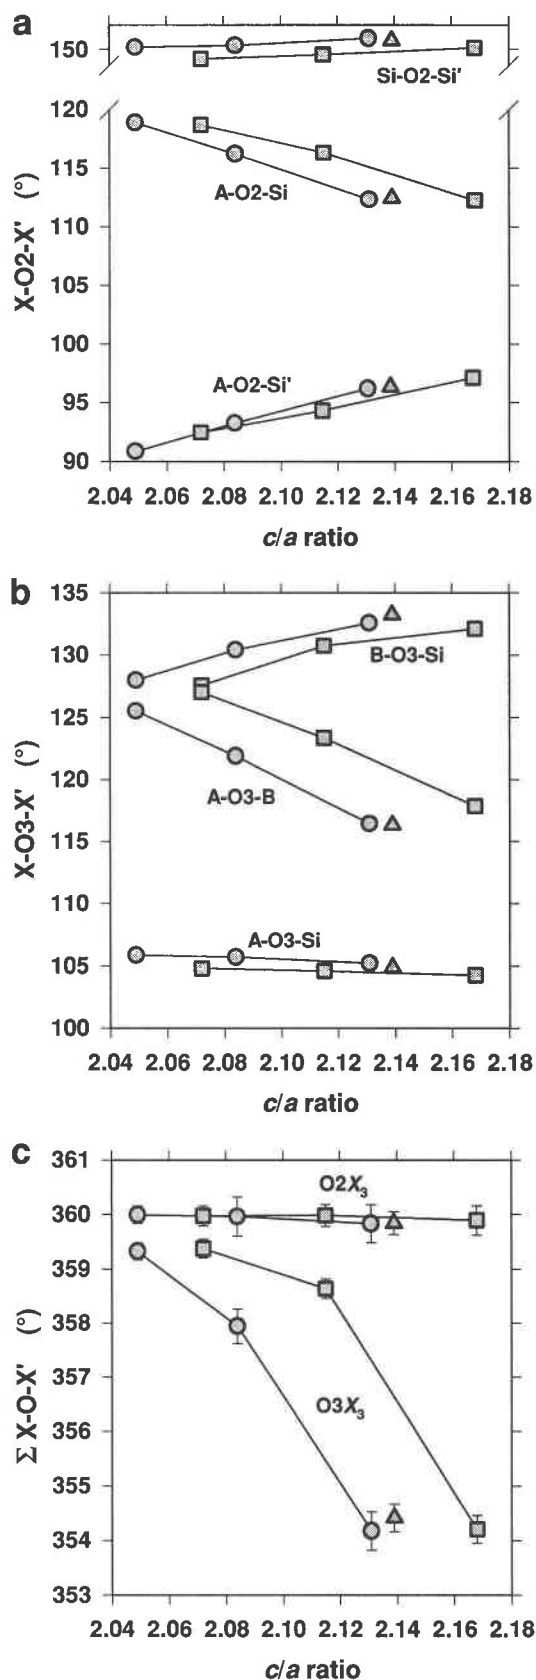 a
150
Si-O2-Si'
120
A-O2-Si
115
110
105
X-O2-X' (°)
100
A-O2-Si'
95
90
2.04 2.06 2.08 2.10 2.12 2.14 2.16 2.18
c/a ratio
b
135
130
B-O3-Si
125
120
A-O3-B
X-O3-X' (°)
115
110
A-O3-Si
105
100
2.04 2.06 2.08 2.10 2.12 2.14 2.16 2.18
c/a ratio
c
361
O2X3
360
359
358
357
O3X3
Σ X-O-X' (°)
356
355
354
353
2.04 2.06 2.08 2.10 2.12 2.14 2.16 2.18
c/a ratio